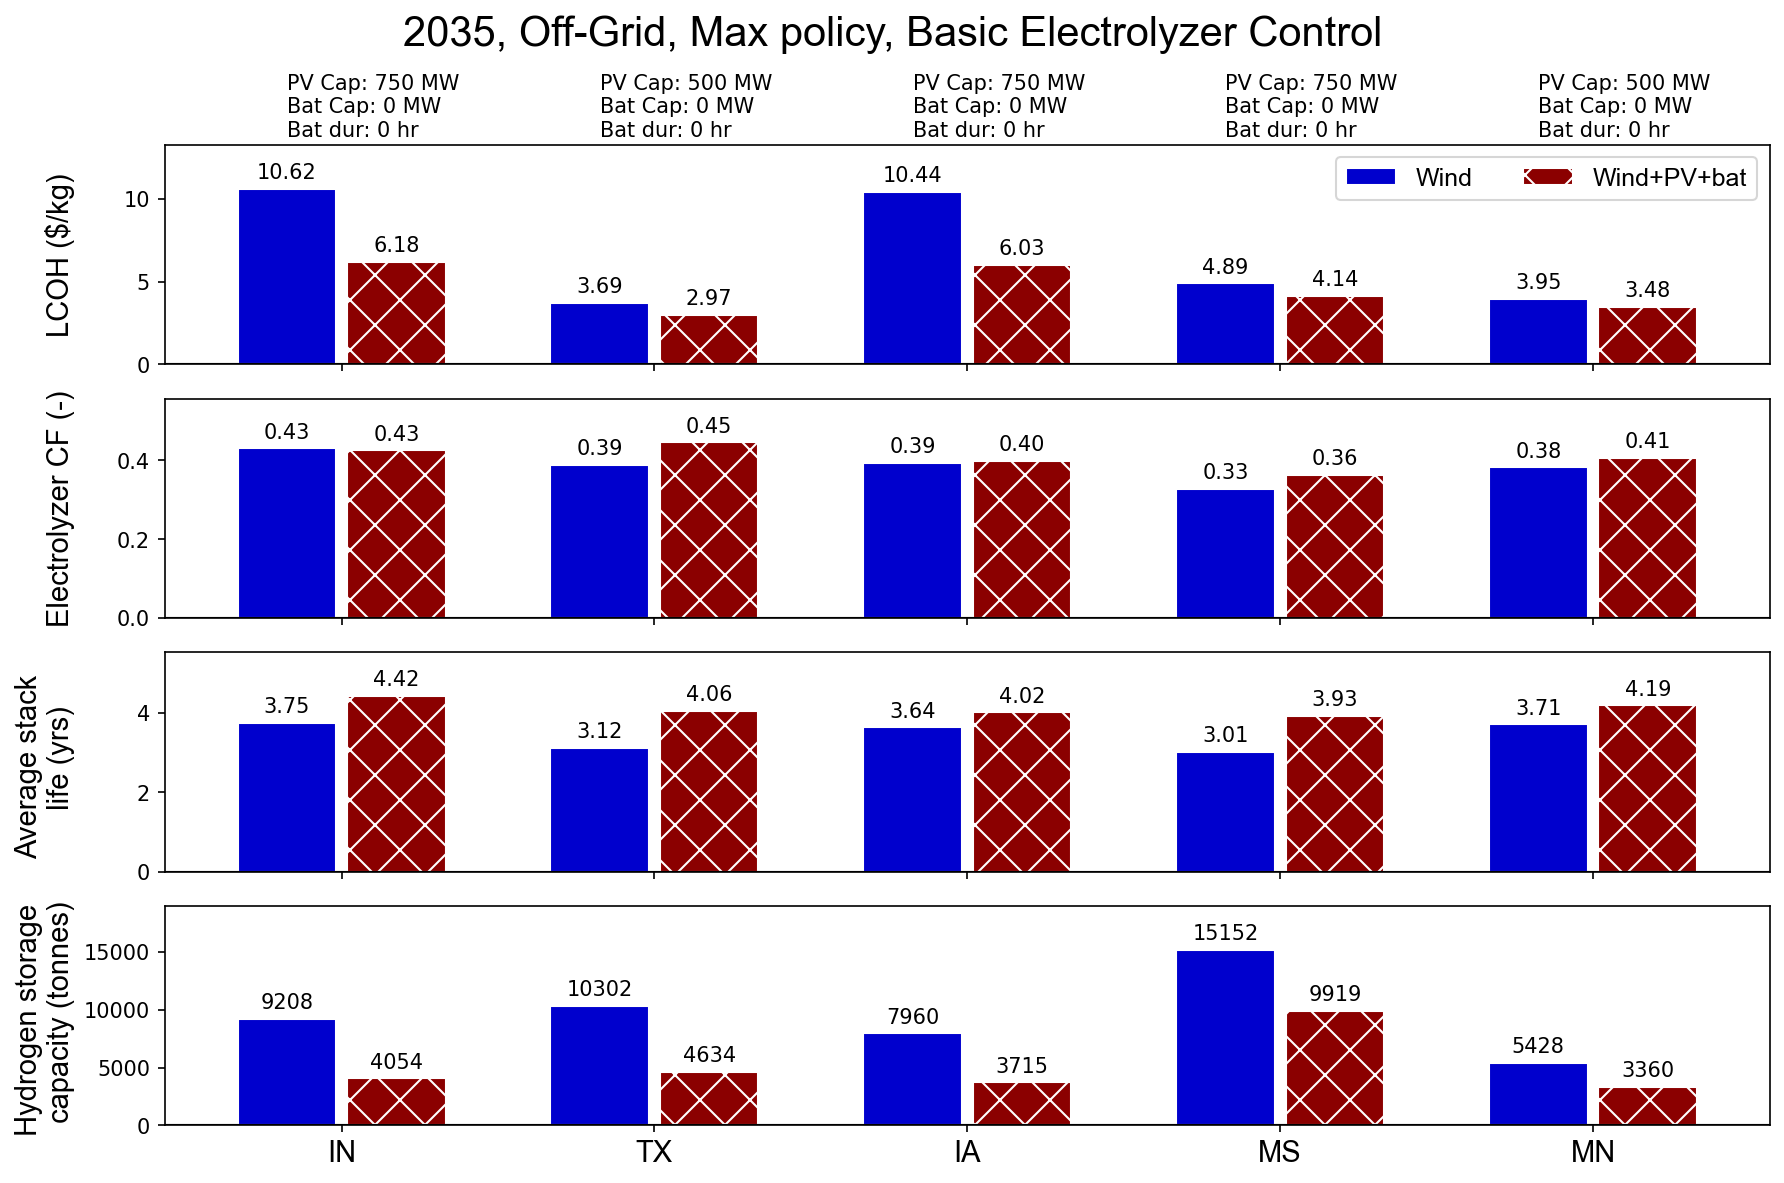 2035, Off-Grid, Max policy, Basic Electrolyzer Control
PV Cap: 750 MW
Bat Cap: 0 MW
Bat dur: 0 hr
PV Cap: 500 MW
Bat Cap: 0 MW
Bat dur: 0 hr
PV Cap: 750 MW
Bat Cap: 0 MW
Bat dur: 0 hr
PV Cap: 750 MW
Bat Cap: 0 MW
Bat dur: 0 hr
PV Cap: 500 MW
Bat Cap: 0 MW
Bat dur: 0 hr
LCOH ($/kg)
10
5
0
10.62
6.18
3.69
2.97
10.44
6.03
4.89
4.14
3.95
3.48
Wind
Wind+PV+bat
Electrolyzer CF (-)
0.4
0.2
0.0
0.43
0.43
0.39
0.45
0.39
0.40
0.33
0.36
0.38
0.41
Average stack
life (yrs)
4
2
0
3.75
4.42
3.12
4.06
3.64
4.02
3.01
3.93
3.71
4.19
Hydrogen storage
capacity (tonnes)
15000
10000
5000
0
9208
4054
10302
4634
7960
3715
15152
9919
5428
3360
IN
TX
IA
MS
MN